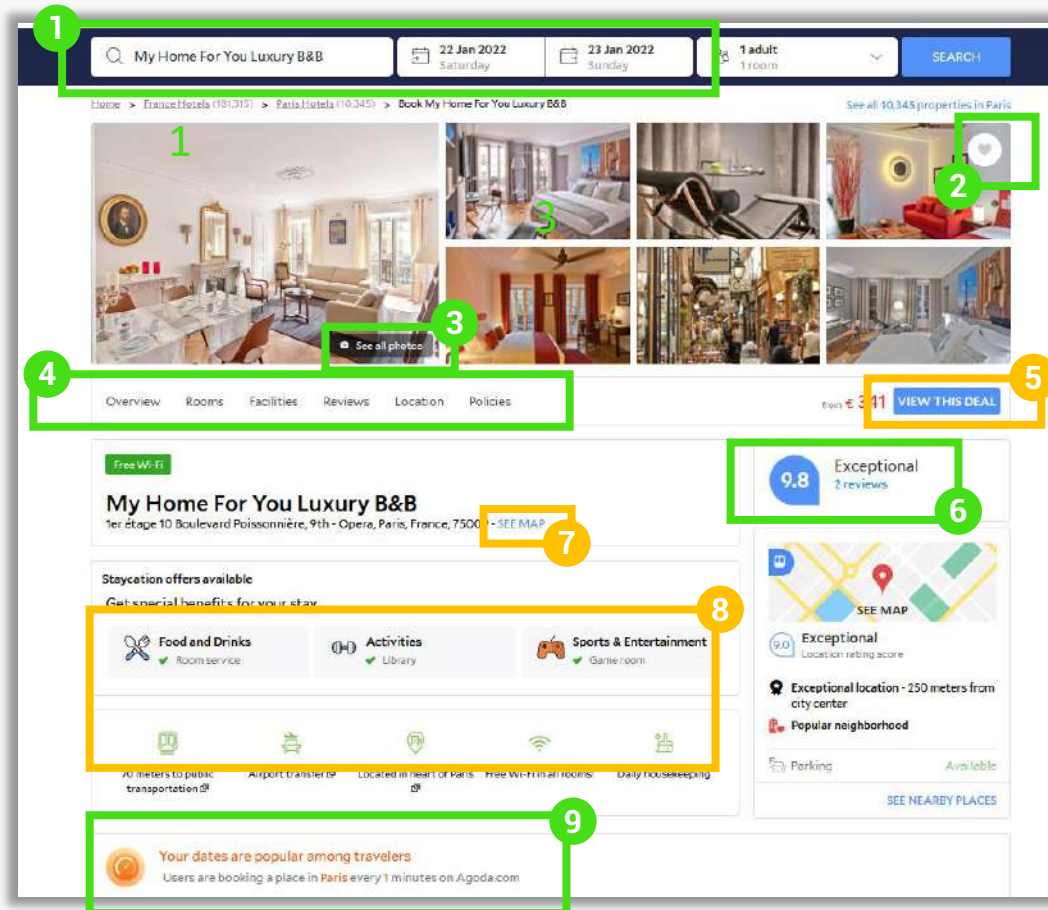 1
My Home For You Luxury B&B
22 Jan 2022
Saturday
23 Jan 2022
Sunday
1 adult
1 room
SEARCH
Home > France Hotels (181,315) > Paris Hotels (10,345) > Book My Home For You Luxury B&B
See all 10,345 properties in Paris
1
2
3
3
See all photos
4
5
Overview Rooms Facilities Reviews Location Policies
from € 341 VIEW THIS DEAL
Free Wi-Fi
9.8
Exceptional
2 reviews
6
My Home For You Luxury B&B
1er étage 10 Boulevard Poissonnière, 9th - Opera, Paris, France, - SEE MAP
7
SEE MAP
Staycation offers available
Get special benefits for your stay
8
Food and Drinks
Room service
Activities
Library
Sports & Entertainment
Game room
9.0
Exceptional
Location rating score
Exceptional location - 250 meters from
city center
Popular neighborhood
Parking Available
SEE NEARBY PLACES
70 meters to public
transportation
Airport transfer
Located in heart of Paris
Free Wi-Fi in all rooms!
Daily housekeeping
9
Your dates are popular among travelers
Users are booking a place in Paris every 1 minutes on Agoda.com